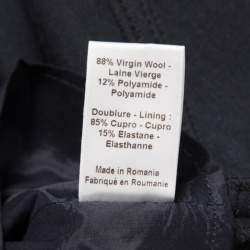 88% Virgin Wool -
Laine Vierge
12% Polyamide -
Polyamide
Doublure - Lining :
85% Cupro - Cupro
15% Elastane -
Elasthanne
Made in Romania
Fabriqué en Roumanie